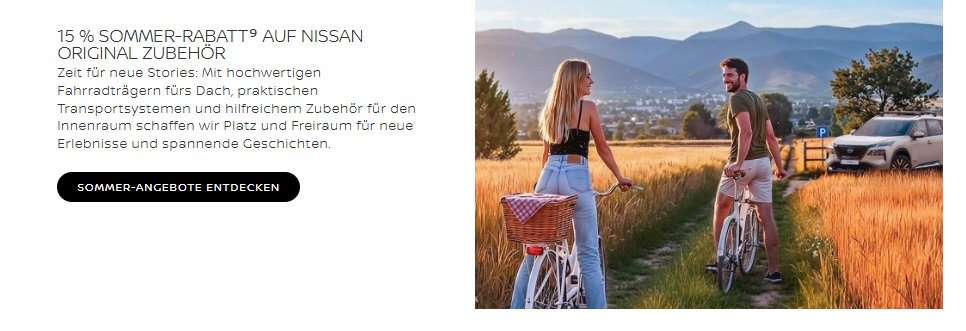 15 % SOMMER-RABATT⁹ AUF NISSAN
ORIGINAL ZUBEHÖR
Zeit für neue Stories: Mit hochwertigen
Fahrradträgern fürs Dach, praktischen
Transportsystemen und hilfreichem Zubehör für den
Innenraum schaffen wir Platz und Freiraum für neue
Erlebnisse und spannende Geschichten.
SOMMER-ANGEBOTE ENTDECKEN
P